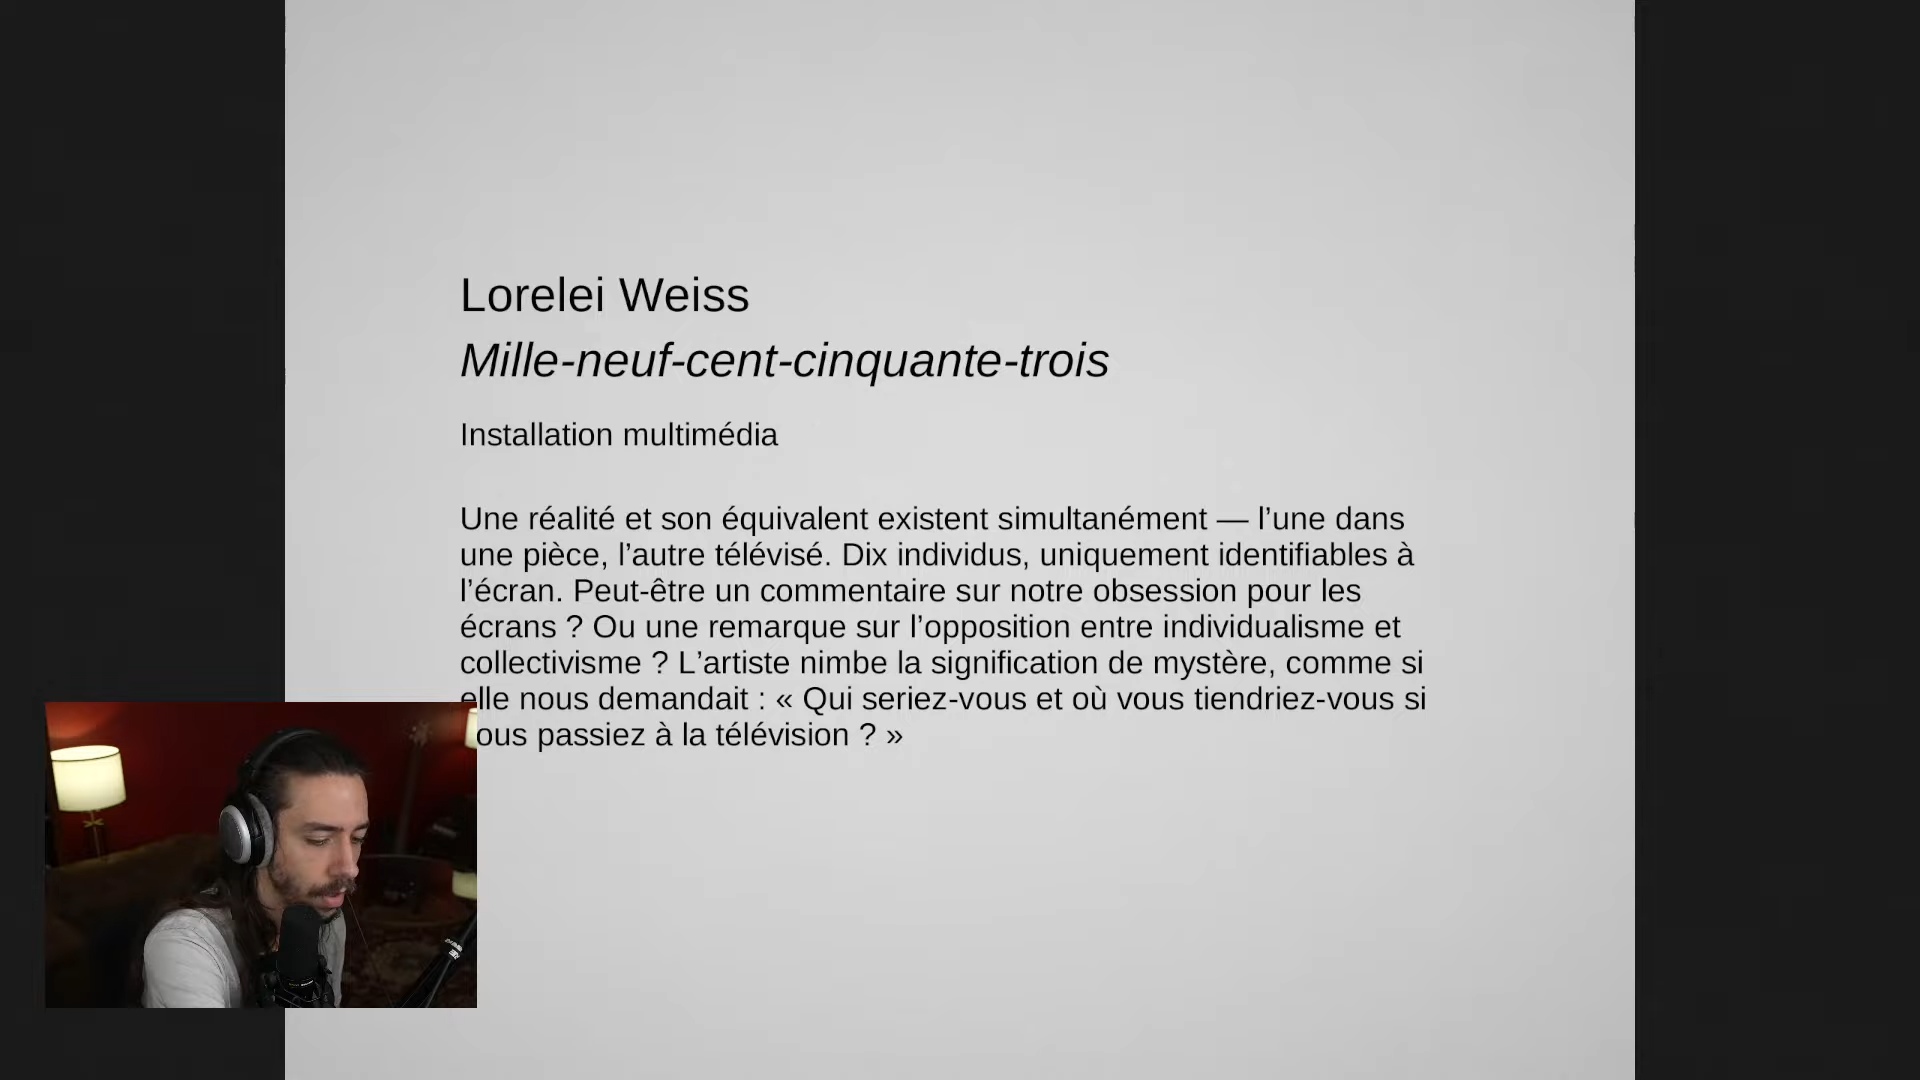 Lorelei Weiss
Mille-neuf-cent-cinquante-trois
Installation multimédia
Une réalité et son équivalent existent simultanément — l’une dans
une pièce, l’autre télévisé. Dix individus, uniquement identifiables à
l’écran. Peut-être un commentaire sur notre obsession pour les
écrans ? Ou une remarque sur l’opposition entre individualisme et
collectivisme ? L’artiste nimbe la signification de mystère, comme si
elle nous demandait : « Qui seriez-vous et où vous tiendriez-vous si
ous passiez à la télévision ? »